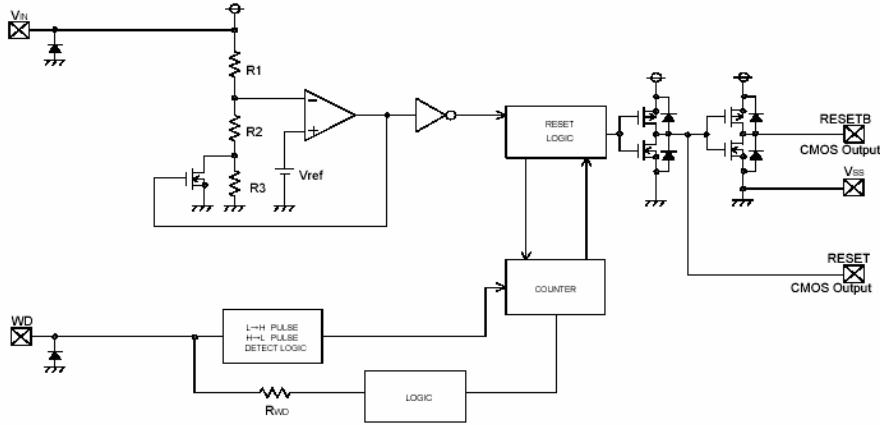 VIN
R1
R2
R3
Vref
RESET
LOGIC
RESETB
CMOS Output
VSS
RESET
CMOS Output
COUNTER
WD
L→H PULSE
H→L PULSE
DETECT LOGIC
RWD
LOGIC